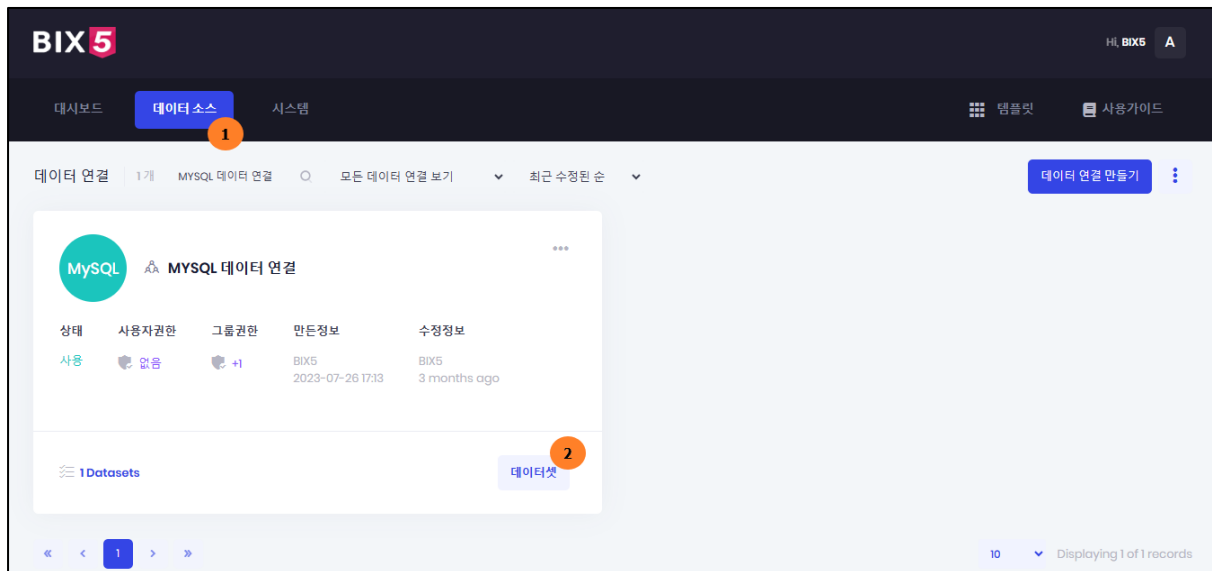 BIX5
Hi, BIX5 A
대시보드 데이터 소스 시스템 템플릿 사용가이드
1
데이터 연결 1 개 MYSQL 데이터 연결 모든 데이터 연결 보기 최근 수정된 순 데이터 연결 만들기
MySQL MYSQL 데이터 연결
상태 사용자권한 그룹권한 만든정보 수정정보
사용 없음 +1 BIX5 BIX5
2023-07-26 17:13 3 months ago
2
1 Datasets 데이터셋
« < 1 > » 10 Displaying 1 of 1 records